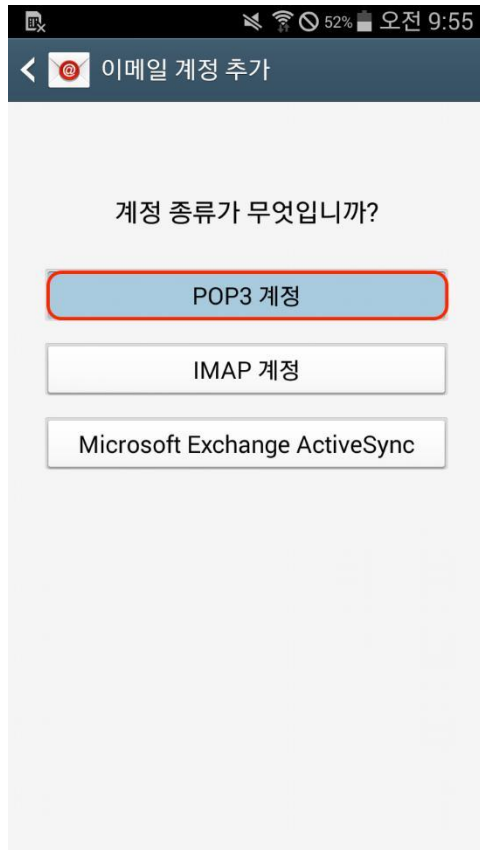 52% 오전 9:55
이메일 계정 추가
계정 종류가 무엇입니까?
POP3 계정
IMAP 계정
Microsoft Exchange ActiveSync